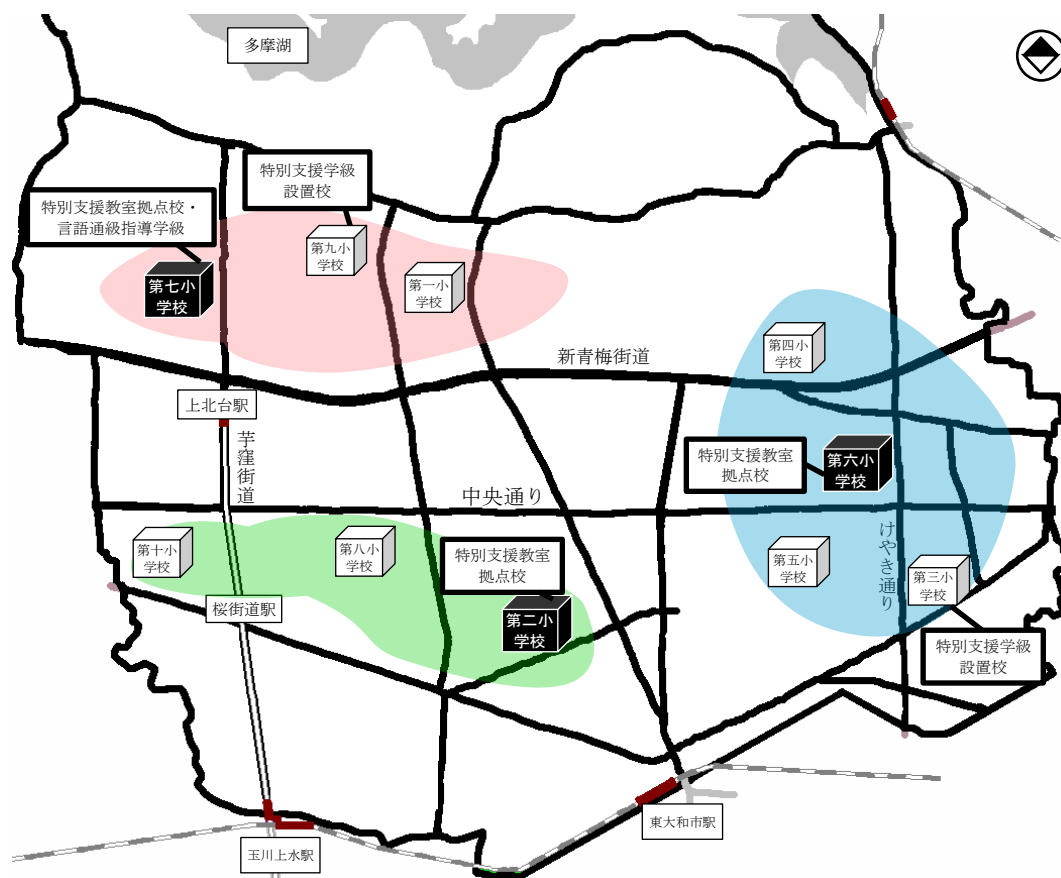 多摩湖
特別支援学級
設置校
特別支援教室拠点校・
言語通級指導学級
第九小
学校
第七小
学校
第一小
学校
第四小
学校
新青梅街道
上北台駅
芋窪街道
特別支援教室
拠点校
第六小
学校
中央通り
第十小
学校
第八小
学校
特別支援教室
拠点校
第五小
学校
けやき通り
第三小
学校
桜街道駅
第二小
学校
特別支援学級
設置校
東大和市駅
玉川上水駅